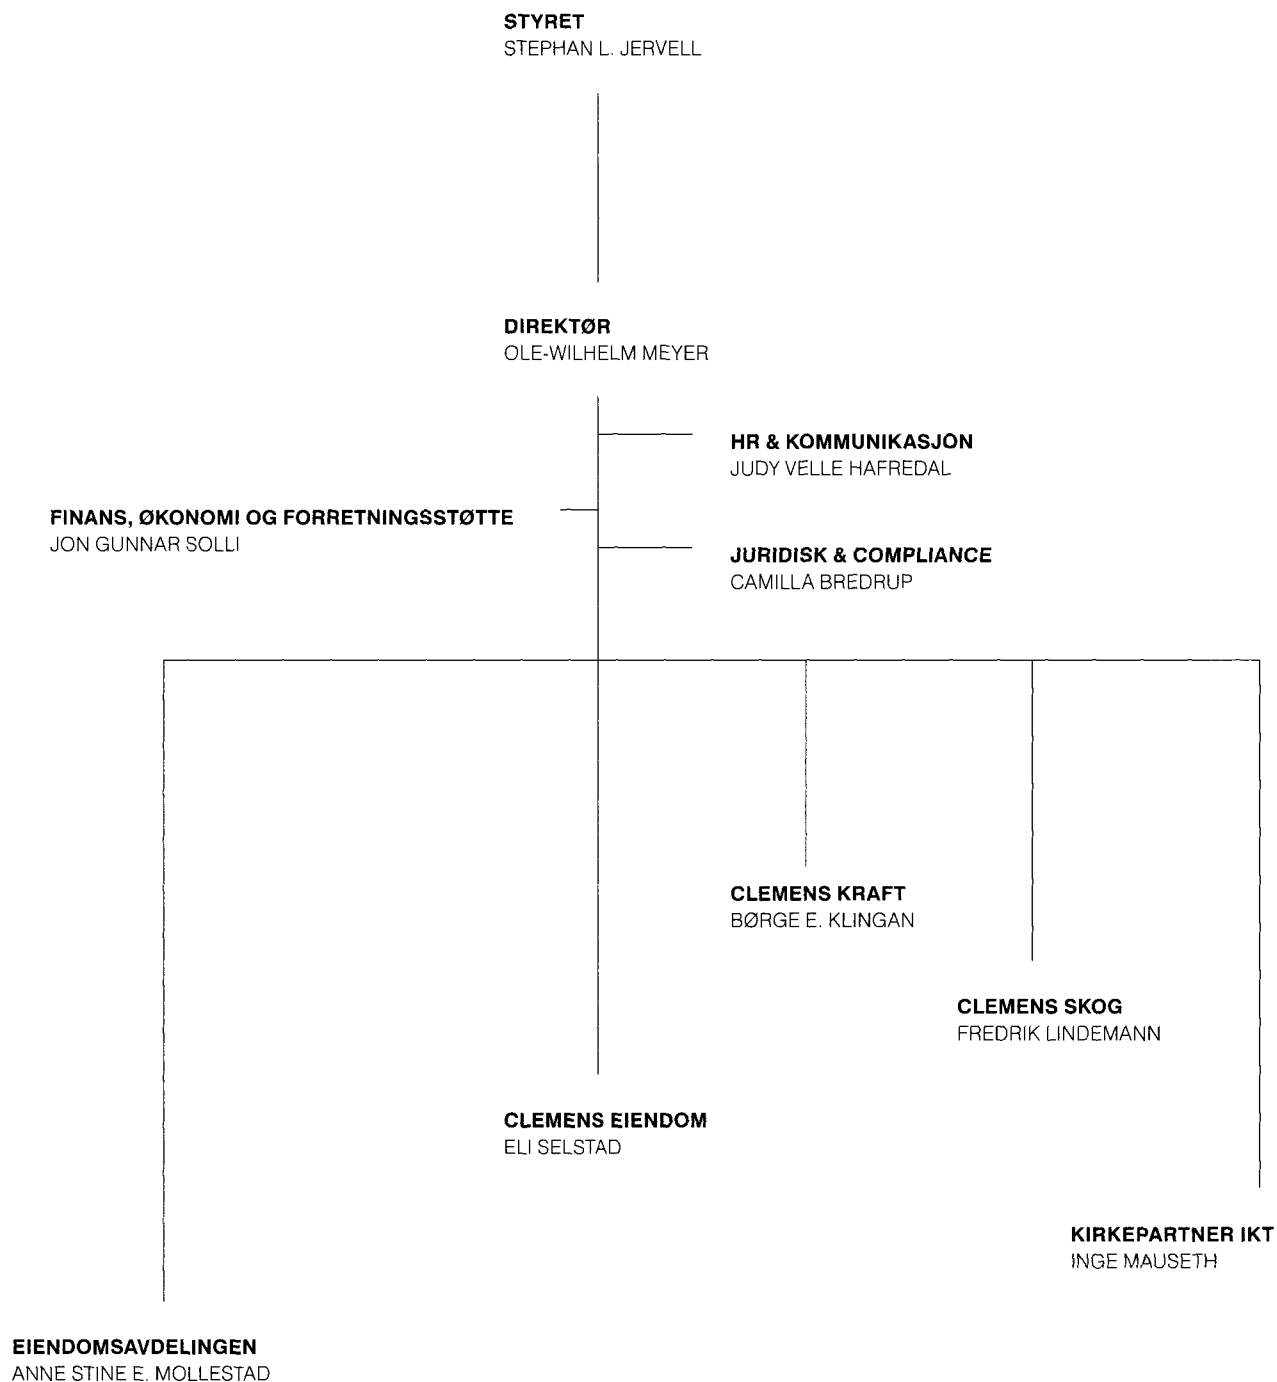 STYRET
STEPHAN L. JERVELL
DIREKTØR
OLE-WILHELM MEYER
HR & KOMMUNIKASJON
JUDY VELLE HAFREDAL
FINANS, ØKONOMI OG FORRETNINGSSTØTTE
JON GUNNAR SOLLI
JURIDISK & COMPLIANCE
CAMILLA BREDRUP
CLEMENS KRAFT
BØRGE E. KLINGAN
CLEMENS SKOG
FREDRIK LINDEMANN
CLEMENS EIENDOM
ELI SELSTAD
KIRKEPARTNER IKT
INGE MAUSETH
EIENDOMSAVDELINGEN
ANNE STINE E. MOLLESTAD